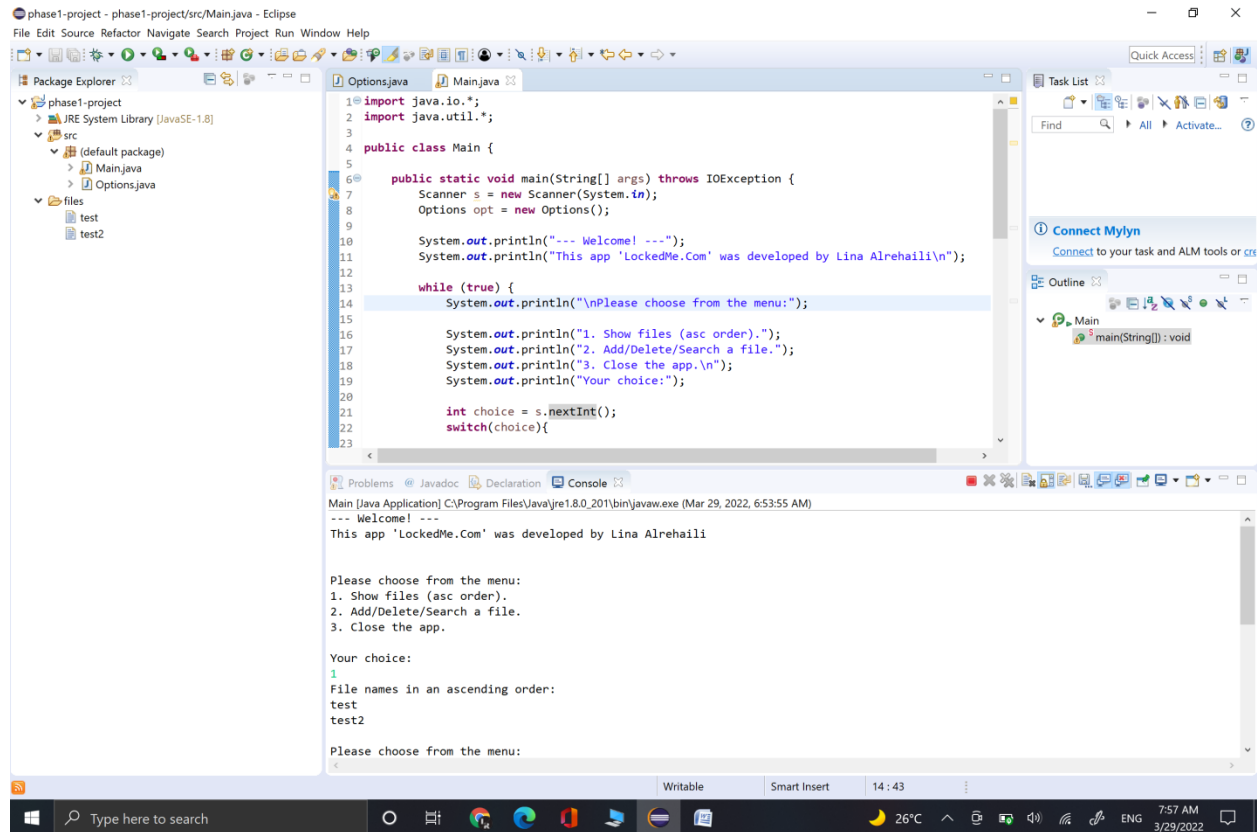 phase1-project - phase1-project/src/Main.java - Eclipse
File Edit Source Refactor Navigate Search Project Run Window Help
Quick Access
Package Explorer
phase1-project
JRE System Library [JavaSE-1.8]
src
(default package)
Main.java
Options.java
files
test
test2
Options.java
Main.java
1 import java.io.*;
2 import java.util.*;
3
4 public class Main {
5
6 public static void main(String[] args) throws IOException {
7 Scanner s = new Scanner(System.in);
8 Options opt = new Options();
9
10 System.out.println("--- Welcome! ---");
11 System.out.println("This app 'LockedMe.Com' was developed by Lina Alrehaili\n");
12
13 while (true) {
14 System.out.println("\nPlease choose from the menu:");
15
16 System.out.println("1. Show files (asc order).");
17 System.out.println("2. Add/Delete/Search a file.");
18 System.out.println("3. Close the app.\n");
19 System.out.println("Your choice:");
20
21 int choice = s.nextInt();
22 switch(choice){
23
Task List
Find All Activate...
Connect Mylyn
Connect to your task and ALM tools or cre
Outline
Main
main(String[]) : void
Problems @ Javadoc Declaration Console
Main [Java Application] C:\Program Files\Java\jre1.8.0_201\bin\javaw.exe (Mar 29, 2022, 6:53:55 AM)
--- Welcome! ---
This app 'LockedMe.Com' was developed by Lina Alrehaili
Please choose from the menu:
1. Show files (asc order).
2. Add/Delete/Search a file.
3. Close the app.
Your choice:
1
File names in an ascending order:
test
test2
Please choose from the menu:
Writable
Smart Insert
14 : 43
Type here to search
26°C
ENG
7:57 AM
3/29/2022